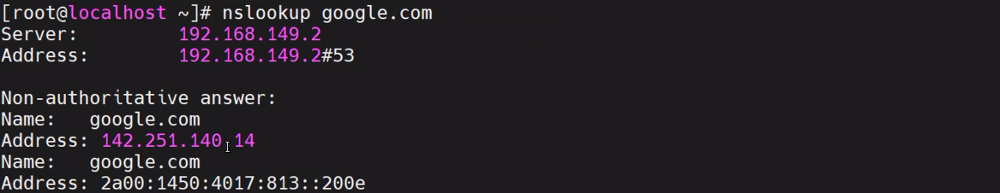 [root@localhost ~]# nslookup google.com
Server:         192.168.149.2
Address:        192.168.149.2#53

Non-authoritative answer:
Name:   google.com
Address: 142.251.140.14
Name:   google.com
Address: 2a00:1450:4017:813::200e